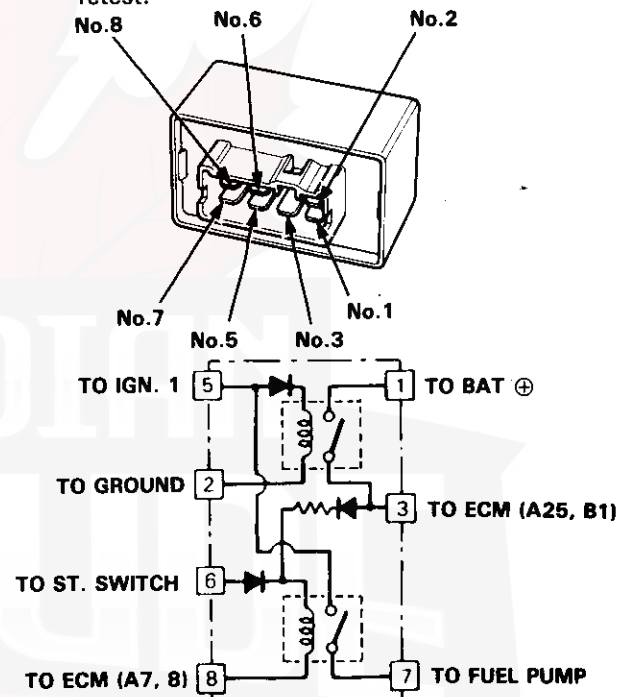 No.8 No.6 No.2
No.7 No.5 No.3 No.1
TO IGN. 1 5 1 TO BAT ⊕
TO GROUND 2
3 TO ECM (A25, B1)
TO ST. SWITCH 6
TO ECM (A7, 8) 8 7 TO FUEL PUMP